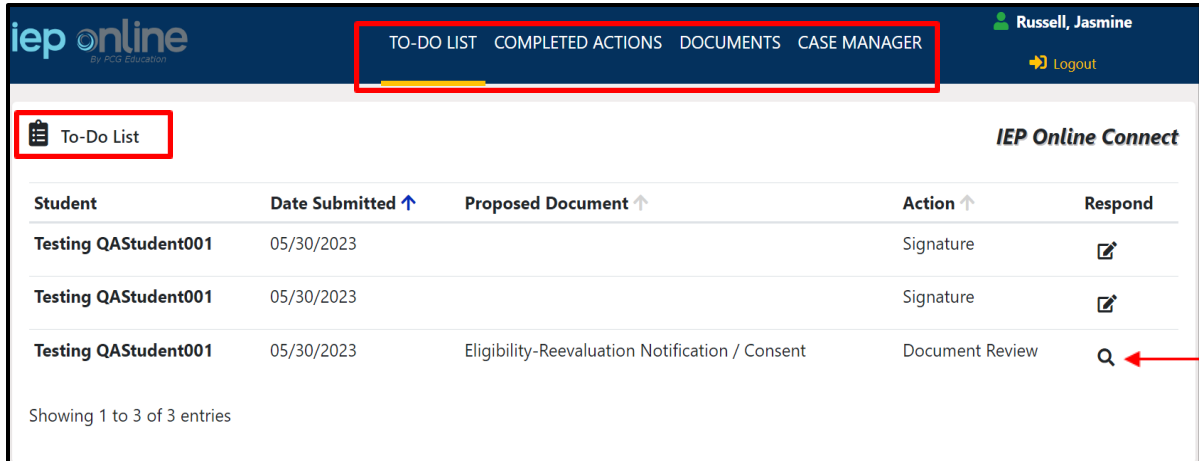 iep online
By PCG Education
TO-DO LIST COMPLETED ACTIONS DOCUMENTS CASE MANAGER
Russell, Jasmine
Logout
To-Do List
IEP Online Connect
Student Date Submitted Proposed Document Action Respond
Testing QAStudent001 05/30/2023 Signature
Testing QAStudent001 05/30/2023 Signature
Testing QAStudent001 05/30/2023 Eligibility-Reevaluation Notification / Consent Document Review
Showing 1 to 3 of 3 entries